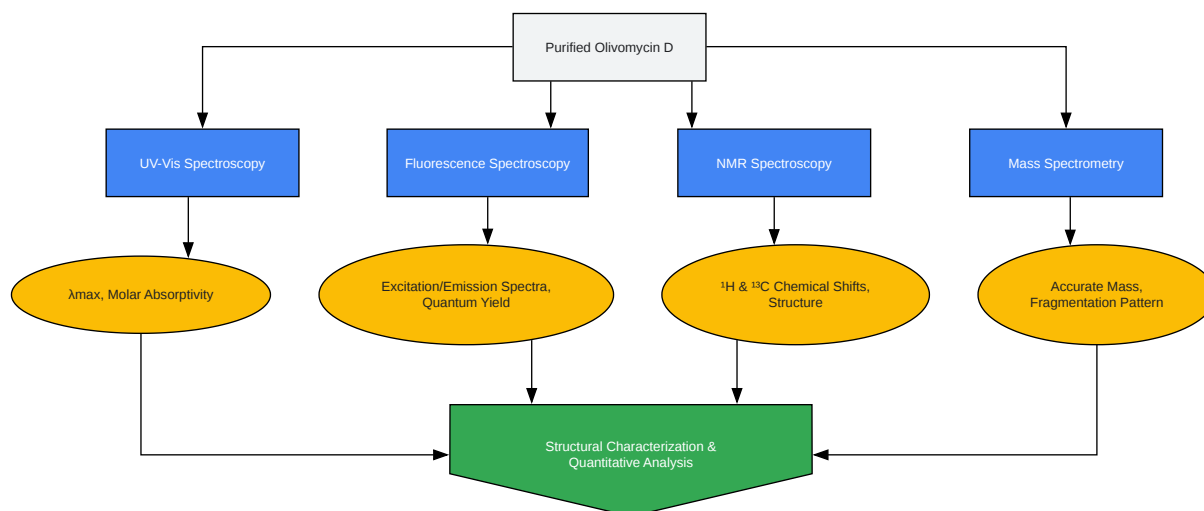 Purified Olivomycin D
UV-Vis Spectroscopy
Fluorescence Spectroscopy
NMR Spectroscopy
Mass Spectrometry
λmax, Molar Absorptivity
Excitation/Emission Spectra,
Quantum Yield
¹H & ¹³C Chemical Shifts,
Structure
Accurate Mass,
Fragmentation Pattern
Structural Characterization &
Quantitative Analysis